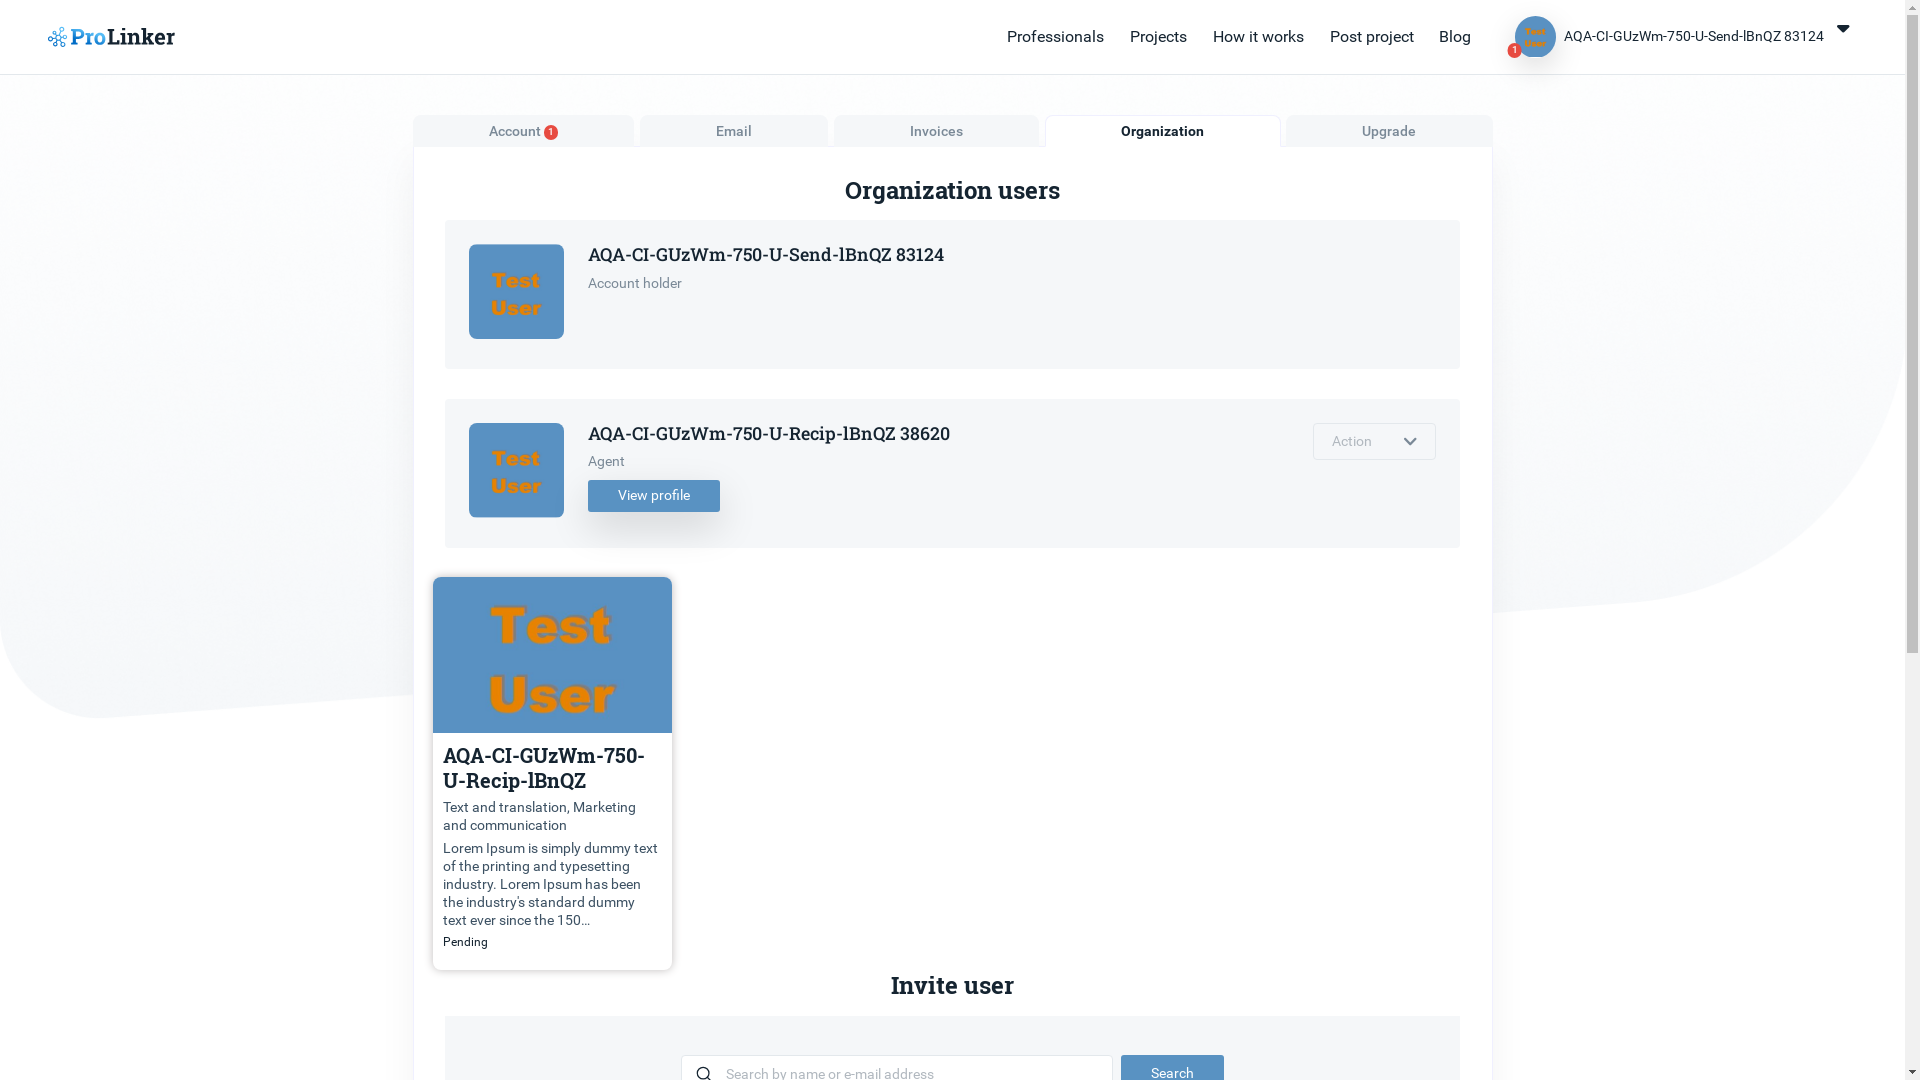 ProLinker
Professionals Projects How it works Post project Blog
Test User
1
AQA-CI-GUzWm-750-U-Send-lBnQZ 83124
Account 1
Email
Invoices
Organization
Upgrade
Organization users
Test
User
AQA-CI-GUzWm-750-U-Send-lBnQZ 83124
Account holder
Test
User
AQA-CI-GUzWm-750-U-Recip-lBnQZ 38620
Agent
View profile
Action
Test
User
AQA-CI-GUzWm-750-
U-Recip-lBnQZ
Text and translation, Marketing
and communication
Lorem Ipsum is simply dummy text
of the printing and typesetting
industry. Lorem Ipsum has been
the industry's standard dummy
text ever since the 150...
Pending
Invite user
Search by name or e-mail address
Search